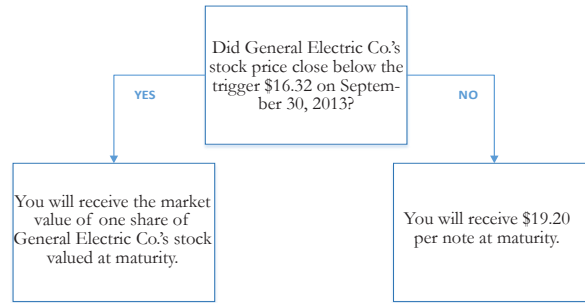 Did General Electric Co.'s
stock price close below the
trigger $16.32 on Septem-
ber 30, 2013?
YES
NO
You will receive the market
value of one share of
General Electric Co.'s stock
valued at maturity.
You will receive $19.20
per note at maturity.